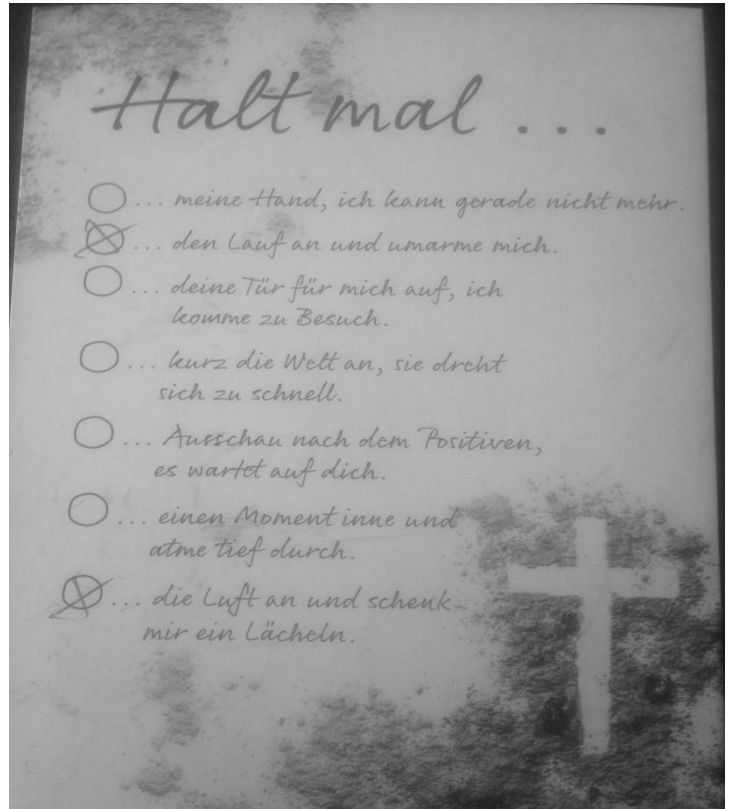 Halt mal ...
... meine Hand, ich kann gerade nicht mehr.
... den Lauf an und umarme mich.
... deine Tür für mich auf, ich
komme zu Besuch.
... kurz die Welt an, sie dreht
sich zu schnell.
... Ausschau nach dem Positiven,
es wartet auf dich.
... einen Moment inne und
atme tief durch.
... die Luft an und schenk
mir ein Lächeln.